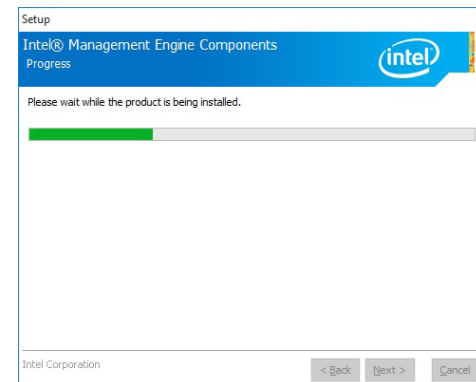 Setup
Intel® Management Engine Components
Progress
intel
Please wait while the product is being installed.
Intel Corporation
< Back
Next >
Cancel